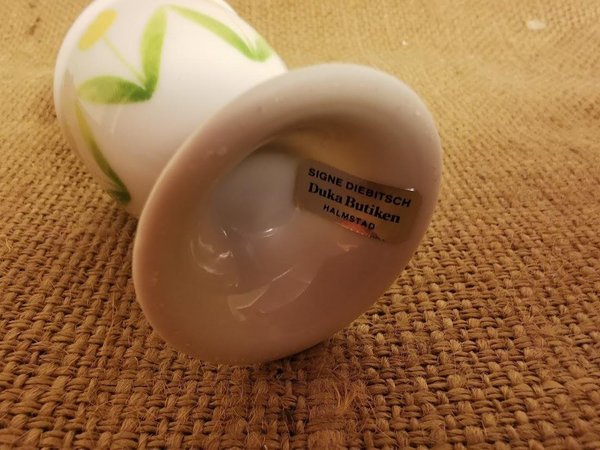 SIGNE DIEBITSCH
Duka Butiken
HALMSTAD